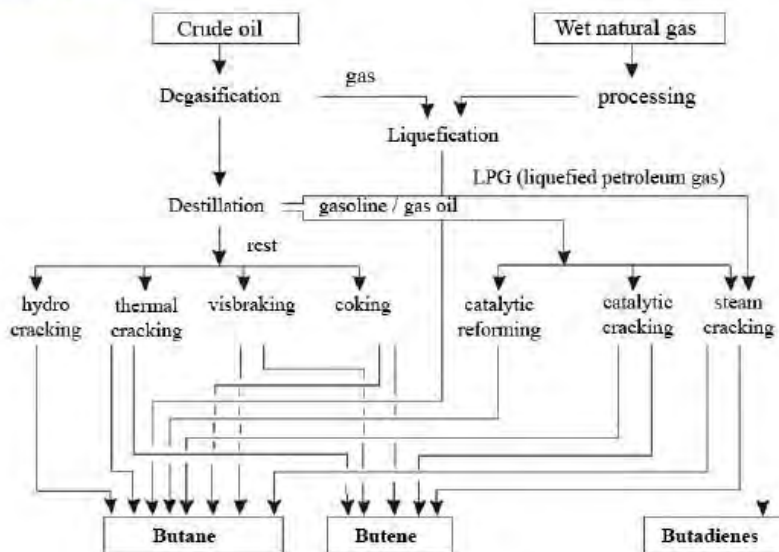 Crude oil
Wet natural gas
gas
Degasification
processing
Liquefication
LPG (liquefied petroleum gas)
Destillation
gasoline / gas oil
rest
hydro
cracking
thermal
cracking
visbraking
coking
catalytic
reforming
catalytic
cracking
steam
cracking
Butane
Butene
Butadienes